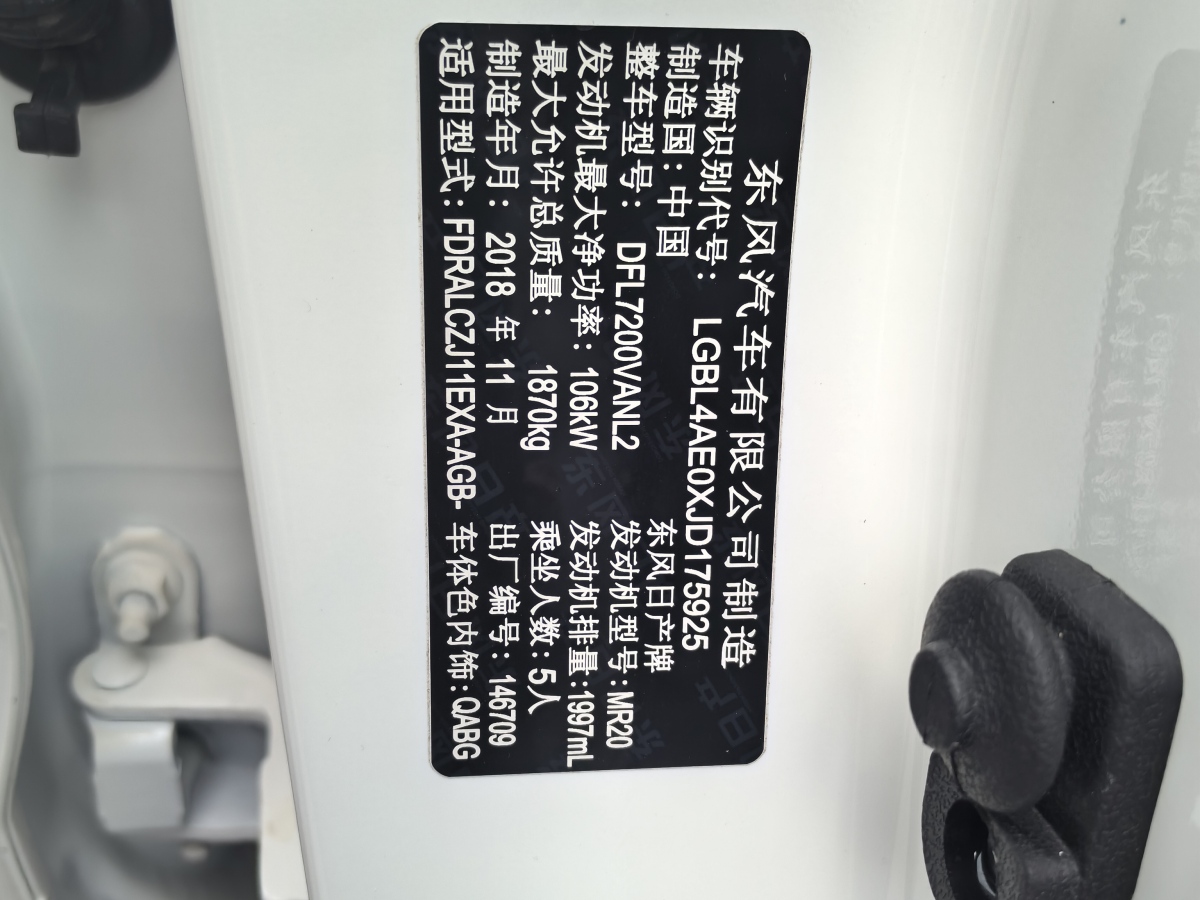 东风汽车有限公司制造
车辆识别代号: LGBL4AE0XJD175925
制造国:中国 东风日产牌
整车型号: DFL7200VANL2 发动机型号:MR20
发动机最大净功率: 106kW 发动机排量:1997mL
最大允许总质量: 1870kg 乘坐人数:5人
制造年月: 2018 年 11 月 出厂编号:146709
适用型式:FDRALCZJ11EXA-AGB- 车体色内饰:QABG